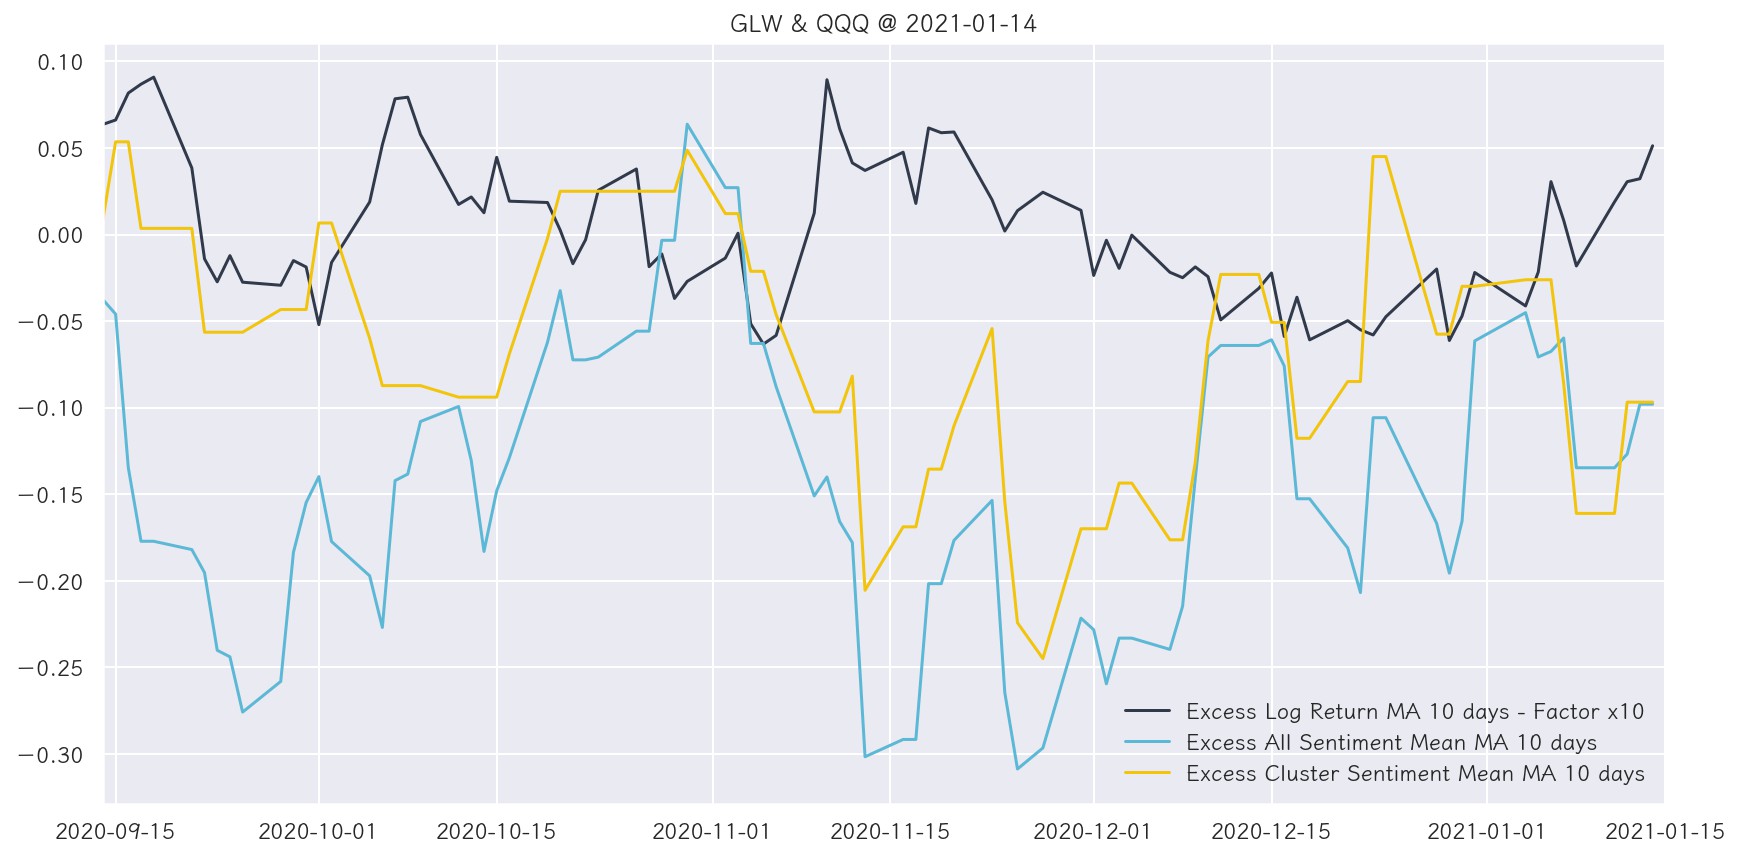 GLW & QQQ @ 2021-01-14
0.10
0.05
0.00
−0.05
−0.10
−0.15
−0.20
−0.25
−0.30
Excess Log Return MA 10 days - Factor x10
Excess All Sentiment Mean MA 10 days
Excess Cluster Sentiment Mean MA 10 days
2020-09-15 2020-10-01 2020-10-15 2020-11-01 2020-11-15 2020-12-01 2020-12-15 2021-01-01 2021-01-15